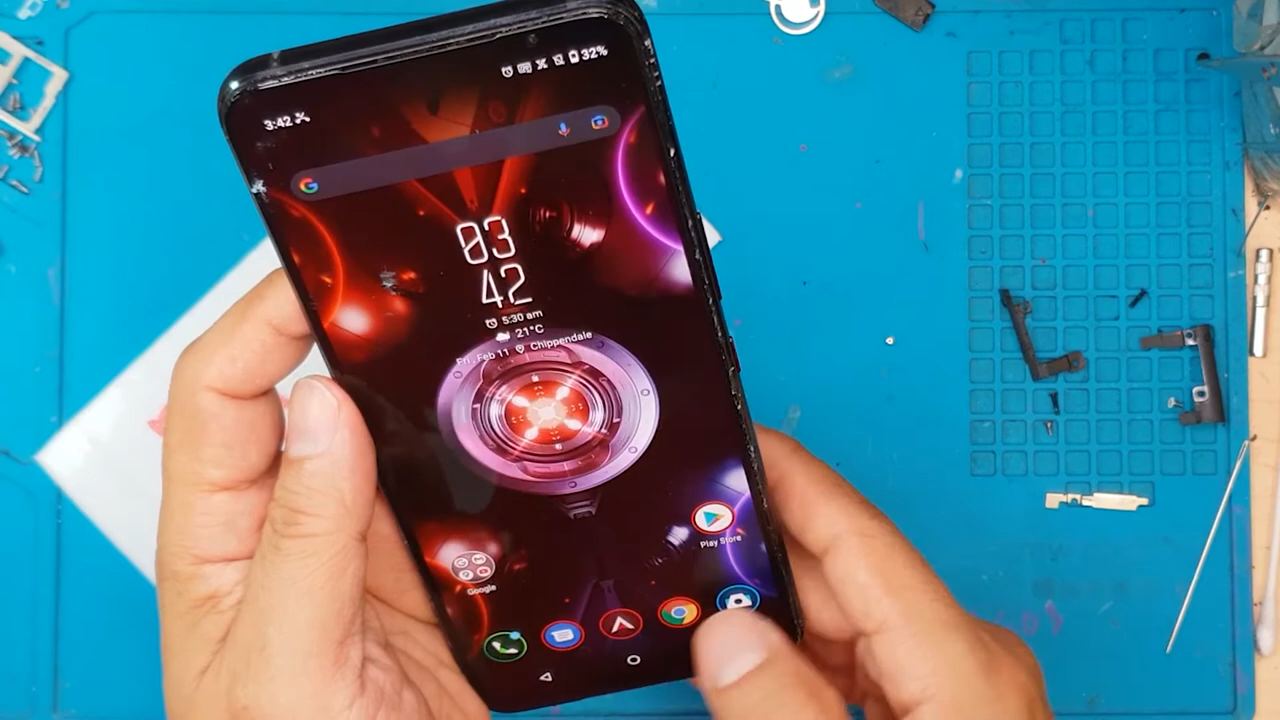 3:42
32%
03
42
5:30 am
21°C
Fri, Feb 11 Chippendale
Play Store
Google